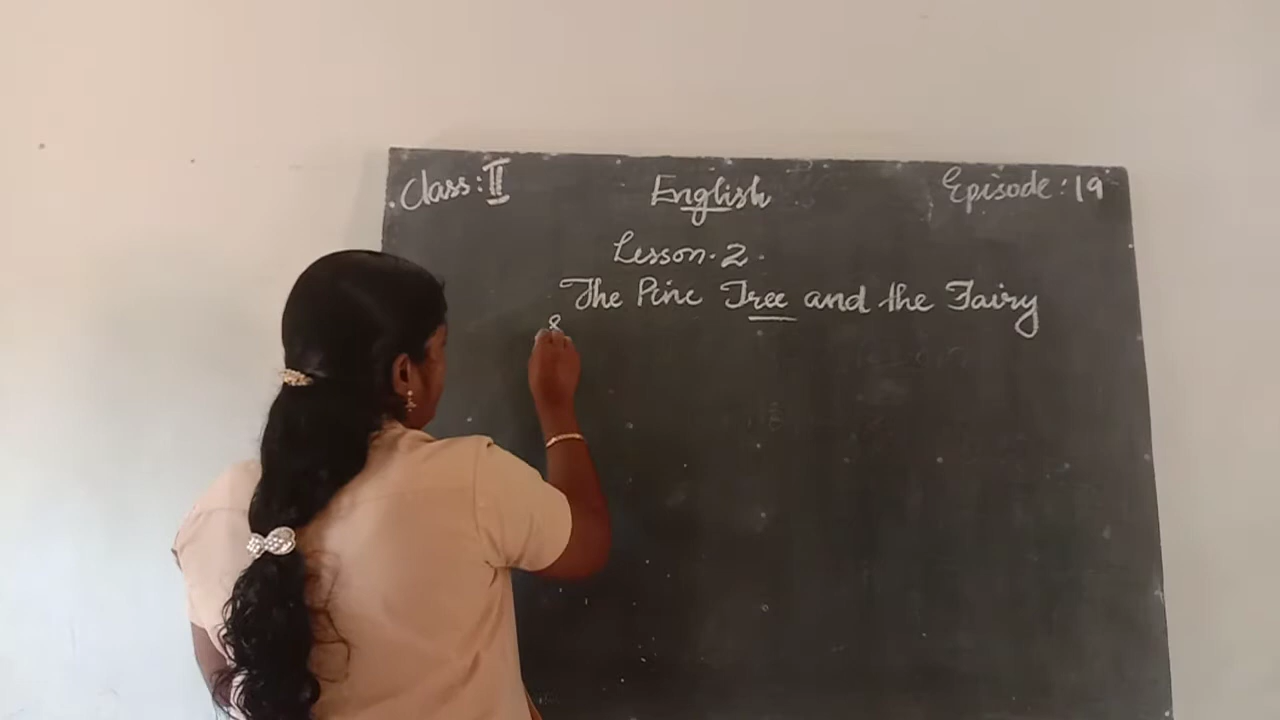 Class: II
English
Episode: 19
Lesson. 2.
The Pine Tree and the Fairy